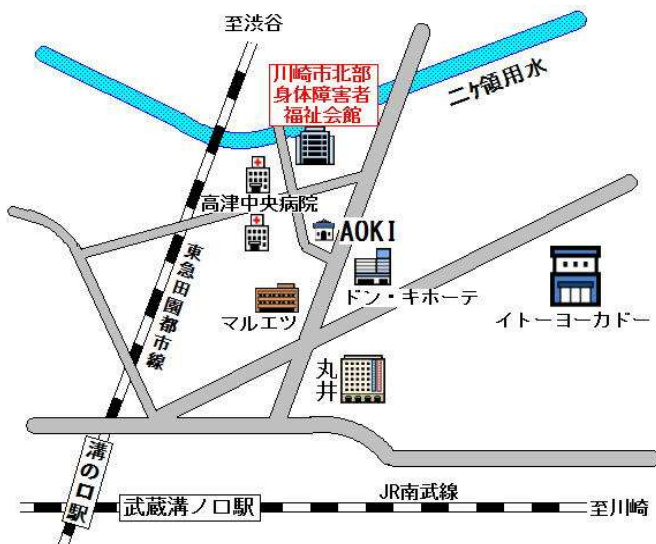 至渋谷
川崎市北部
身体障害者
福祉会館
二ケ領用水
高津中央病院
AOKI
東急田園都市線
ドン・キホーテ
マルエツ
イトーヨーカドー
丸井
溝の口駅
武蔵溝ノ口駅
JR南武線
至川崎